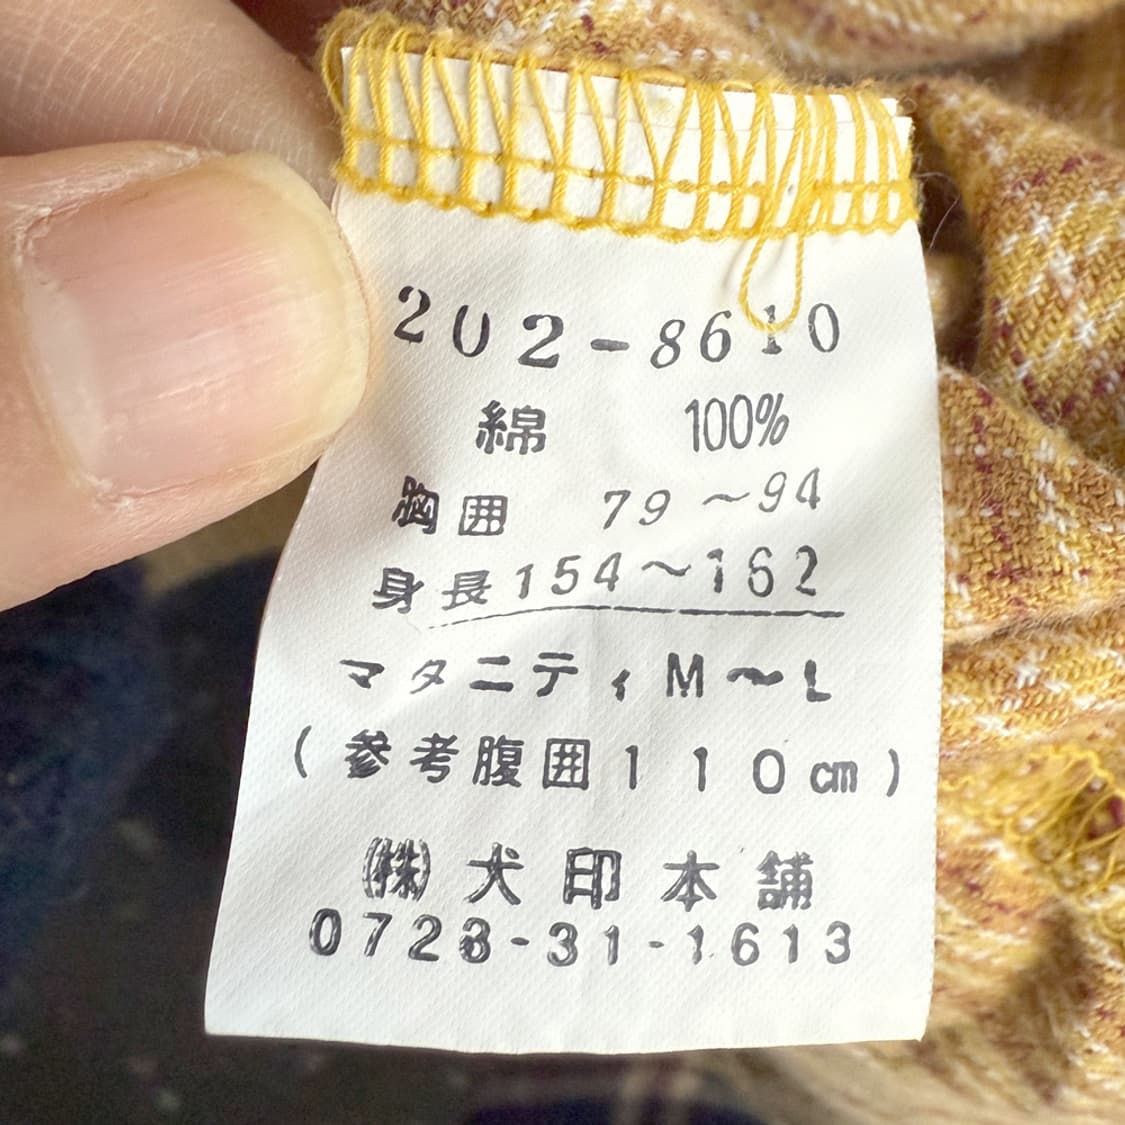 202-8610
綿 100%
胸囲 79～94
身長154～162
マタニティM～L
(参考腹囲110㎝)
㈱犬印本舗
0723-31-1613